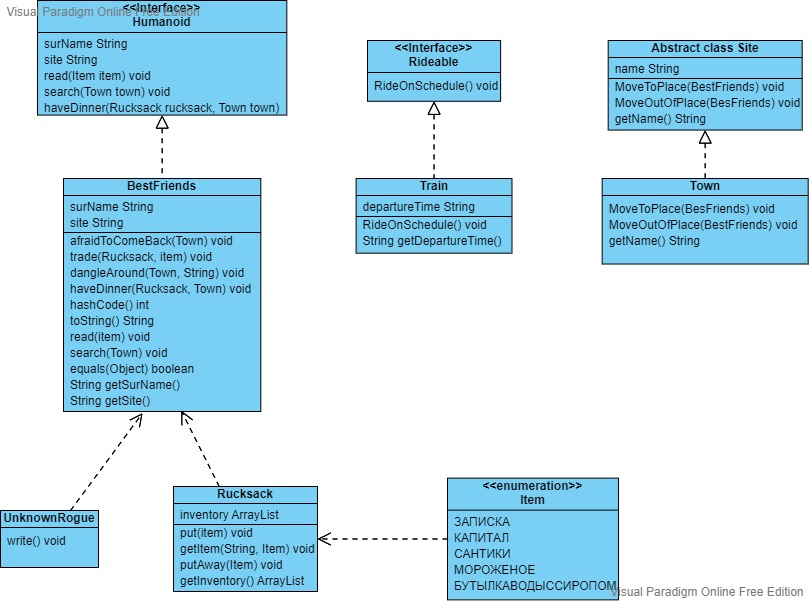 Visual Paradigm Online Free Edition
<<Interface>>
Humanoid
surName String
site String
read(Item item) void
search(Town town) void
haveDinner(Rucksack rucksack, Town town)
<<Interface>>
Rideable
RideOnSchedule() void
Abstract class Site
name String
MoveToPlace(BestFriends) void
MoveOutOfPlace(BesFriends) void
getName() String
BestFriends
surName String
site String
afraidToComeBack(Town) void
trade(Rucksack, item) void
dangleAround(Town, String) void
haveDinner(Rucksack, Town) void
hashCode() int
toString() String
read(item) void
search(Town) void
equals(Object) boolean
String getSurName()
String getSite()
Train
departureTime String
RideOnSchedule() void
String getDepartureTime()
Town
MoveToPlace(BesFriends) void
MoveOutOfPlace(BestFriends) void
getName() String
UnknownRogue
write() void
Rucksack
inventory ArrayList
put(item) void
getItem(String, Item) void
putAway(Item) void
getInventory() ArrayList
<<enumeration>>
Item
ЗАПИСКА
КАПИТАЛ
САНТИКИ
МОРОЖЕНОЕ
БУТЫЛКАВОДЫССИРОПОМ
Visual Paradigm Online Free Edition